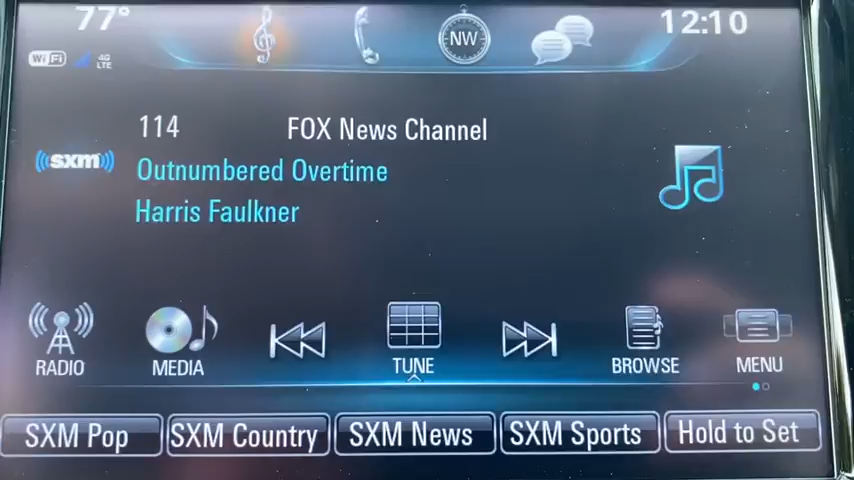 77°
NW
12:10
WiFi
4G
LTE
114 FOX News Channel
sxm
Outnumbered Overtime
Harris Faulkner
RADIO
MEDIA
TUNE
BROWSE
MENU
SXM Pop
SXM Country
SXM News
SXM Sports
Hold to Set